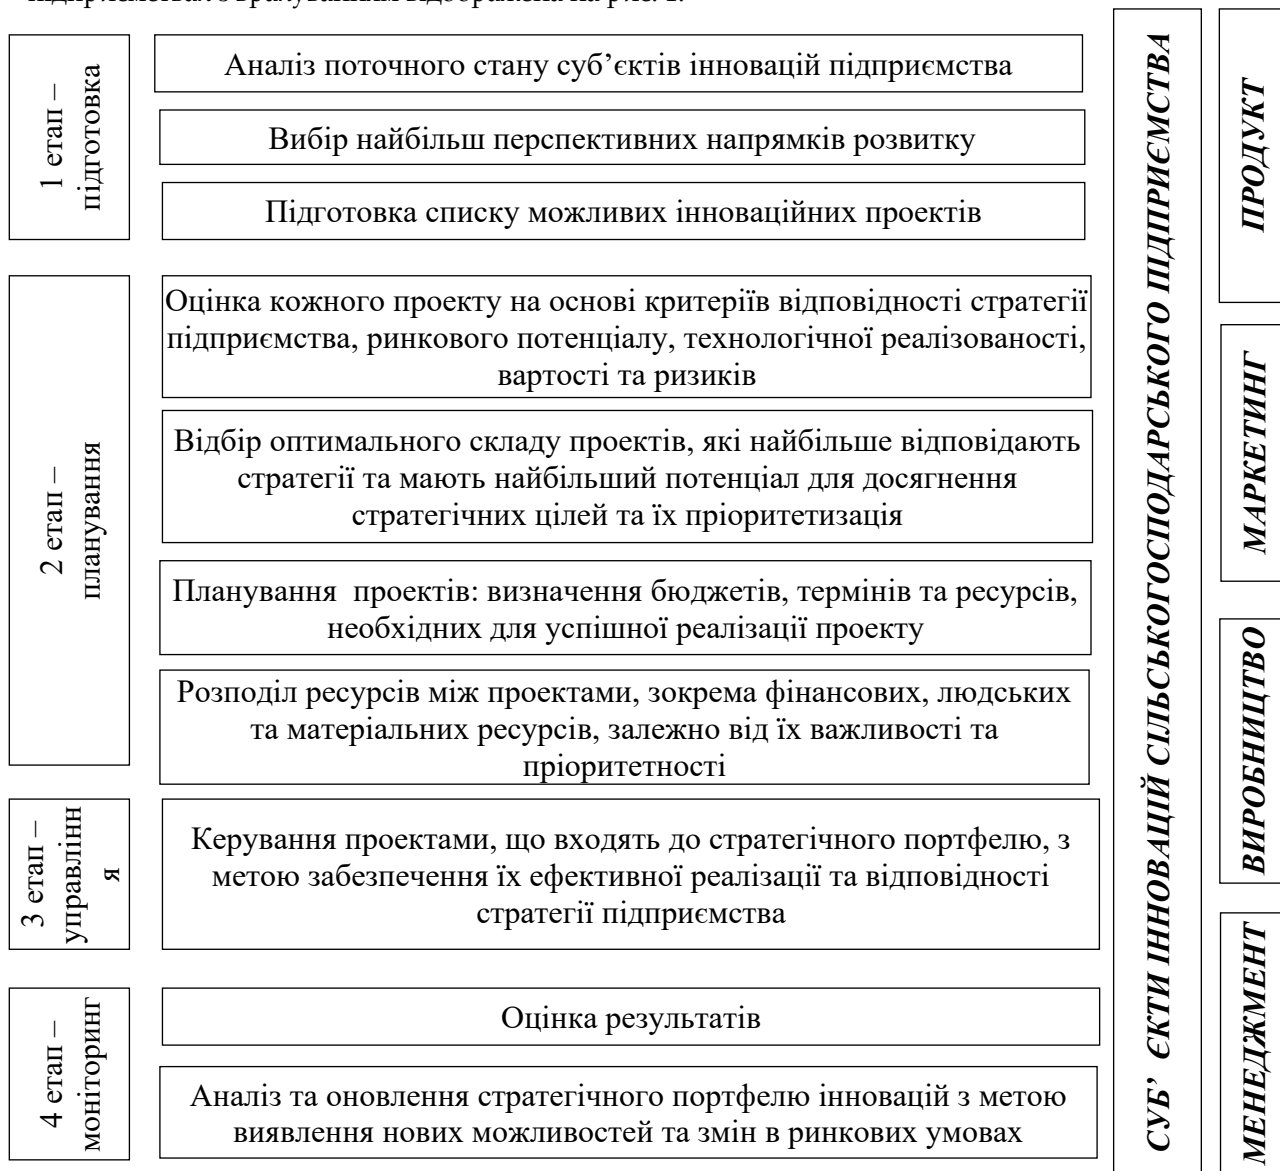 1 етап –
підготовка
Аналіз поточного стану суб’єктів інновацій підприємства
Вибір найбільш перспективних напрямків розвитку
Підготовка списку можливих інноваційних проектів
2 етап –
планування
Оцінка кожного проекту на основі критеріїв відповідності стратегії
підприємства, ринкового потенціалу, технологічної реалізованості,
вартості та ризиків
Відбір оптимального складу проектів, які найбільше відповідають
стратегії та мають найбільший потенціал для досягнення
стратегічних цілей та їх пріоритетизація
Планування  проектів: визначення бюджетів, термінів та ресурсів,
необхідних для успішної реалізації проекту
Розподіл ресурсів між проектами, зокрема фінансових, людських
та матеріальних ресурсів, залежно від їх важливості та
пріоритетності
3 етап –
управлінн
я
Керування проектами, що входять до стратегічного портфелю, з
метою забезпечення їх ефективної реалізації та відповідності
стратегії підприємства
4 етап –
моніторинг
Оцінка результатів
Аналіз та оновлення стратегічного портфелю інновацій з метою
виявлення нових можливостей та змін в ринкових умовах
СУБ’ ЄКТИ ІННОВАЦІЙ СІЛЬСЬКОГОСПОДАРСЬКОГО ПІДПРИЄМСТВА
ПРОДУКТ
МАРКЕТИНГ
ВИРОБНИЦТВО
МЕНЕДЖМЕНТ